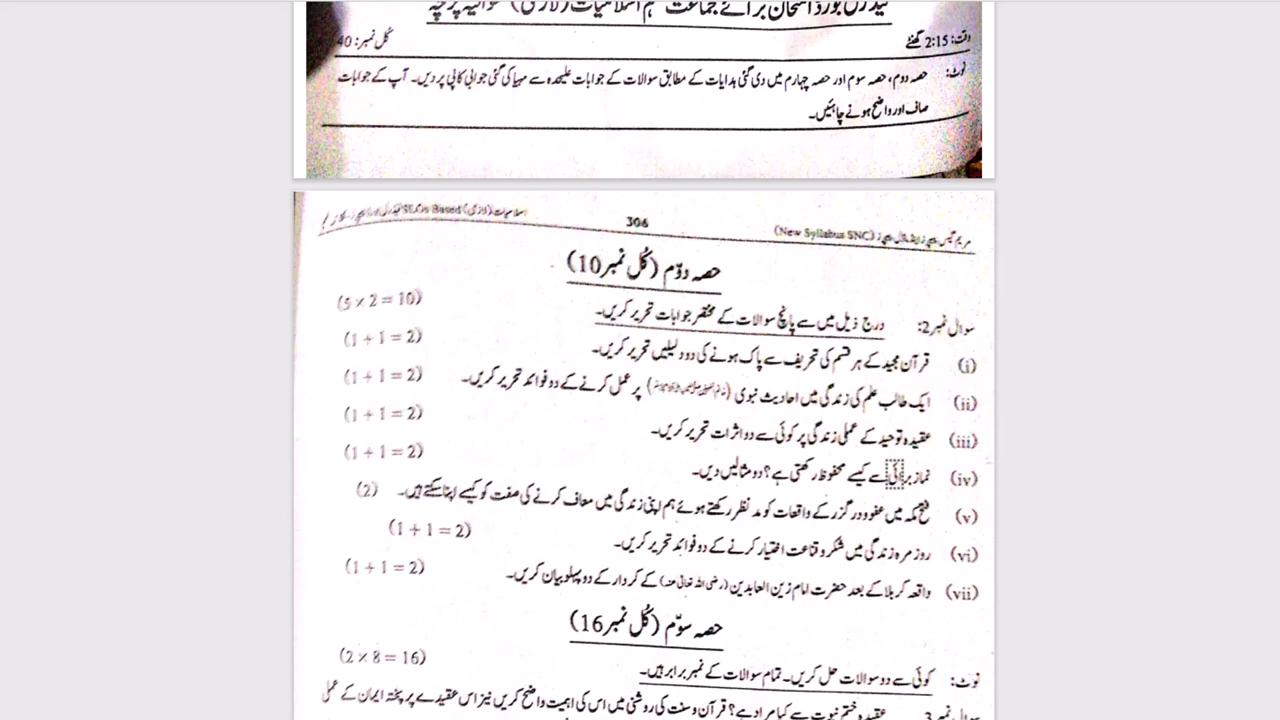 فیڈرل بورڈ امتحان برائے جماعت نہم اسلامیات (لازمی)
وقت: 2:15 گھنٹے
کل نمبر: 40
نوٹ: حصہ دوم، حصہ سوم اور حصہ چہارم میں دی گئی ہدایات کے مطابق سوالات کے جوابات علیحدہ سے مہیا کی گئی جوابی کاپی پر دیں۔ آپ کے جوابات
صاف اور واضح ہونے چاہئیں۔
(New Syllabus SNC)
306
اسلامیات (لازمی) SLOs Based
حصہ دوّم (کُل نمبر 10)
سوال نمبر 2: درج ذیل میں سے پانچ سوالات کے مختصر جوابات تحریر کریں۔ (5 × 2 = 10)
(i) قرآن مجید کے ہر قسم کی تحریف سے پاک ہونے کی دو دلیلیں تحریر کریں۔ (1 + 1 = 2)
(ii) ایک طالب علم کی زندگی میں احادیث نبوی پر عمل کرنے کے دو فوائد تحریر کریں۔ (1 + 1 = 2)
(iii) عقیدہ توحید کے عملی زندگی پر کوئی سے دو اثرات تحریر کریں۔ (1 + 1 = 2)
(iv) نماز برائی سے کیسے محفوظ رکھتی ہے؟ دو مثالیں دیں۔ (1 + 1 = 2)
(v) فتح مکہ میں عفوو درگزر کے واقعات کو مد نظر رکھتے ہوئے ہم اپنی زندگی میں معاف کرنے کی صفت کو کیسے اپنا سکتے ہیں۔ (2)
(vi) روز مرہ زندگی میں شکر و قناعت اختیار کرنے کے دو فوائد تحریر کریں۔ (1 + 1 = 2)
(vii) واقعہ کربلا کے بعد حضرت امام زین العابدین (رضی اللہ تعالیٰ عنہ) کے کردار کے دو پہلو بیان کریں۔ (1 + 1 = 2)
حصہ سوّم (کُل نمبر 16)
نوٹ: کوئی سے دو سوالات حل کریں۔ تمام سوالات کے نمبر برابر ہیں۔ (2 × 8 = 16)
سوال نمبر 3 عقیدہ ختم نبوت سے کیا مراد ہے؟ قرآن و سنت کی روشنی میں اس کی اہمیت واضح کریں نیز اس عقیدے پر پختہ ایمان کے عملی